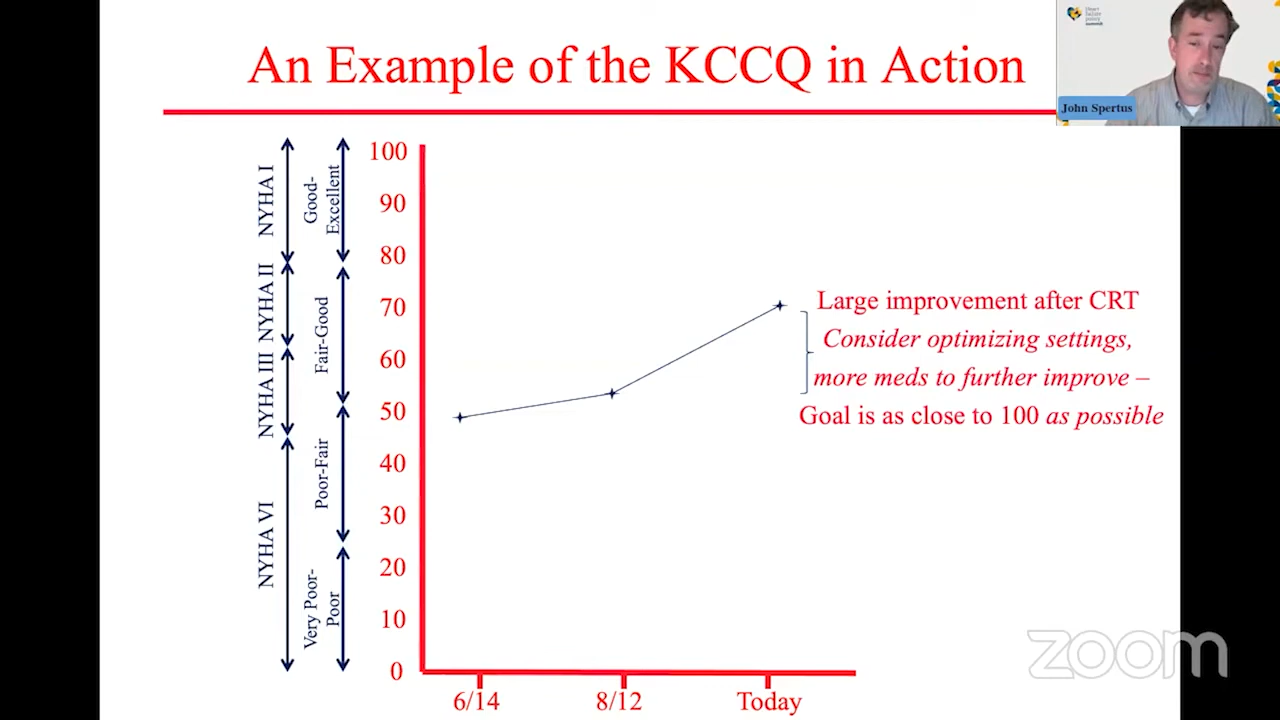 An Example of the KCCQ in Action
John Spertus
NYHA I
NYHA II
NYHA III
NYHA VI
Good-
Excellent
Fair-Good
Poor-Fair
Very Poor-
Poor
100
90
80
70
60
50
40
30
20
10
0
6/14
8/12
Today
Large improvement after CRT
Consider optimizing settings,
more meds to further improve –
Goal is as close to 100 as possible
zoom